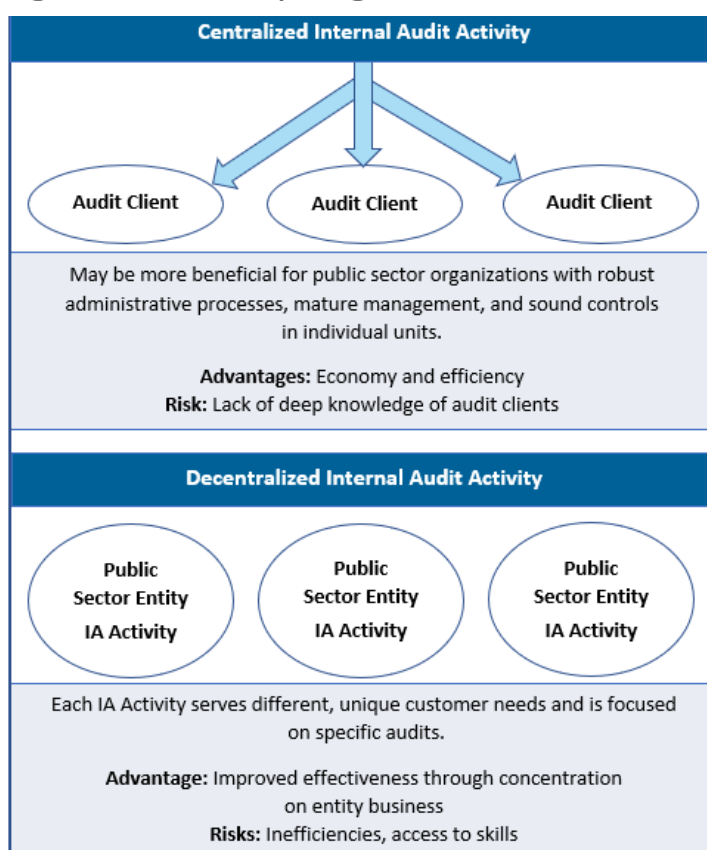 Centralized Internal Audit Activity
Audit Client
Audit Client
Audit Client
May be more beneficial for public sector organizations with robust
administrative processes, mature management, and sound controls
in individual units.
Advantages: Economy and efficiency
Risk: Lack of deep knowledge of audit clients
Decentralized Internal Audit Activity
Public
Sector Entity
IA Activity
Public
Sector Entity
IA Activity
Public
Sector Entity
IA Activity
Each IA Activity serves different, unique customer needs and is focused
on specific audits.
Advantage: Improved effectiveness through concentration
on entity business
Risks: Inefficiencies, access to skills